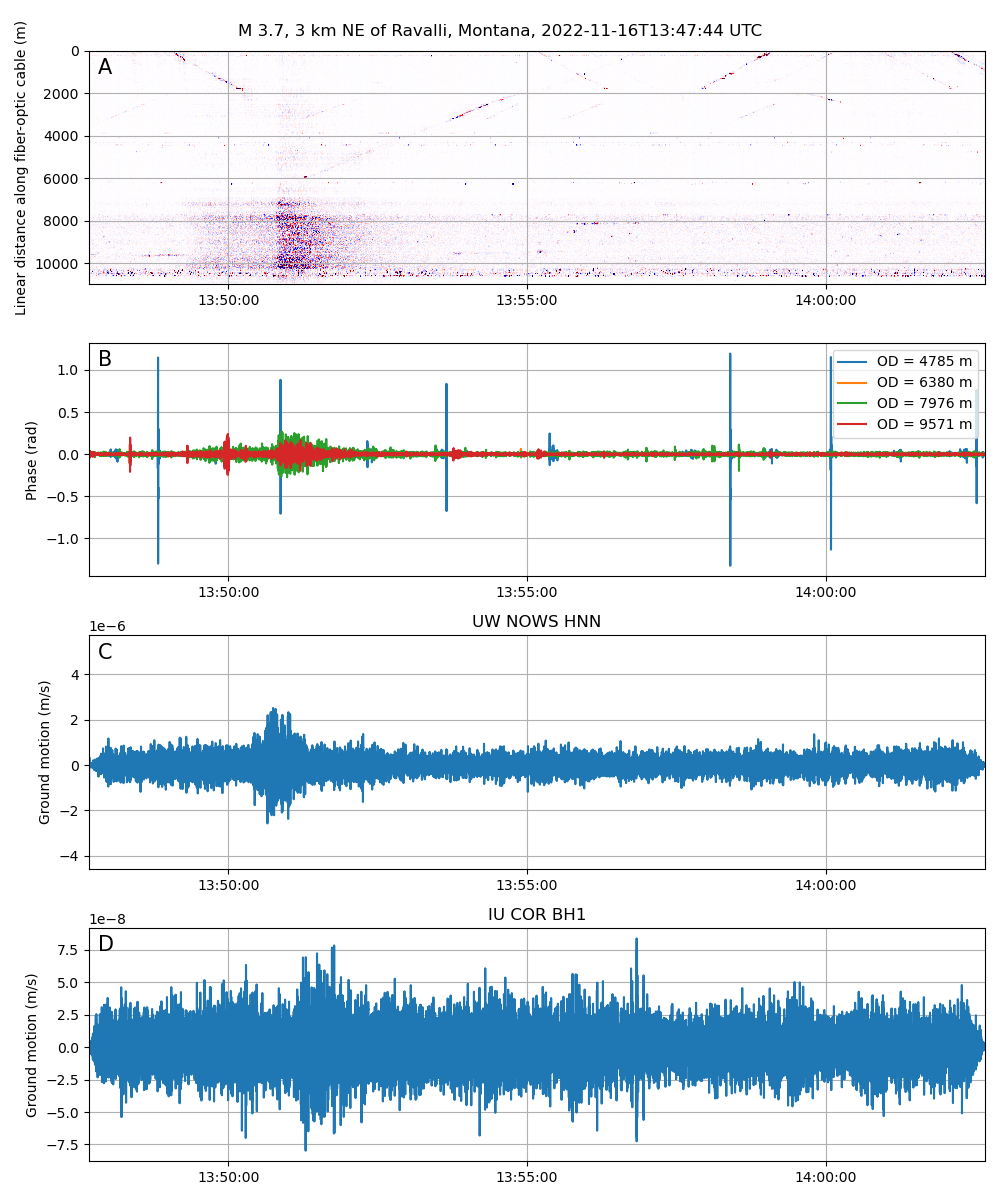 M 3.7, 3 km NE of Ravalli, Montana, 2022-11-16T13:47:44 UTC
A
Linear distance along fiber-optic cable (m)
0
2000
4000
6000
8000
10000
13:50:00 13:55:00 14:00:00
B
Phase (rad)
1.0
0.5
0.0
−0.5
−1.0
OD = 4785 m
OD = 6380 m
OD = 7976 m
OD = 9571 m
13:50:00 13:55:00 14:00:00
UW NOWS HNN
1e−6
C
Ground motion (m/s)
4
2
0
−2
−4
13:50:00 13:55:00 14:00:00
IU COR BH1
1e−8
D
Ground motion (m/s)
7.5
5.0
2.5
0.0
−2.5
−5.0
−7.5
13:50:00 13:55:00 14:00:00